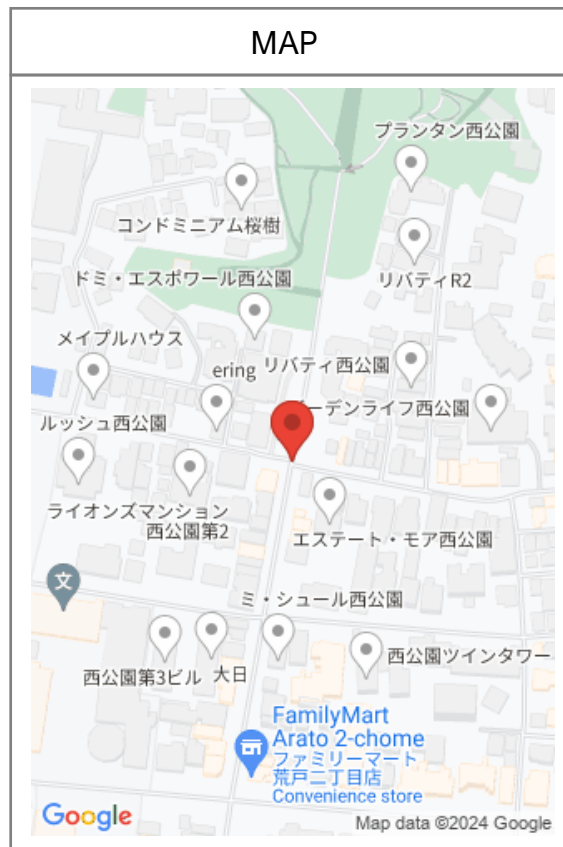 MAP
プランタン西公園
コンドミニアム桜樹
ドミ・エスポワール西公園
リバティR2
メイプルハウス
ering
リバティ西公園
ーデンライフ西公園
ルッシュ西公園
ライオンズマンション
西公園第2
エステート・モア西公園
文
ミ・シュール西公園
西公園ツインタワー
西公園第3ビル
大日
FamilyMart
Arato 2-chome
ファミリーマート
荒戸二丁目店
Convenience store
Google
Map data ©2024 Google